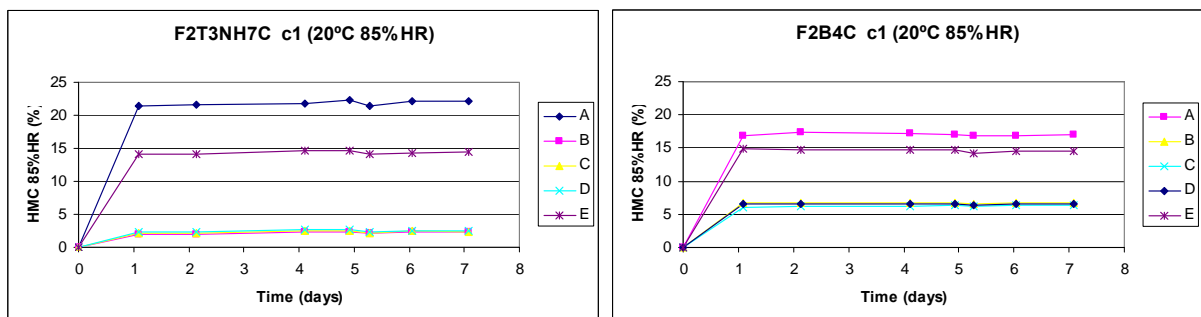 F2T3NH7C c1 (20ºC 85%HR)
HMC 85%HR (%)
25
20
15
10
5
0
0 1 2 3 4 5 6 7 8
Time (days)
A
B
C
D
E
F2B4C c1 (20ºC 85%HR)
HMC 85%HR (%)
25
20
15
10
5
0
0 1 2 3 4 5 6 7 8
Time (days)
A
B
C
D
E